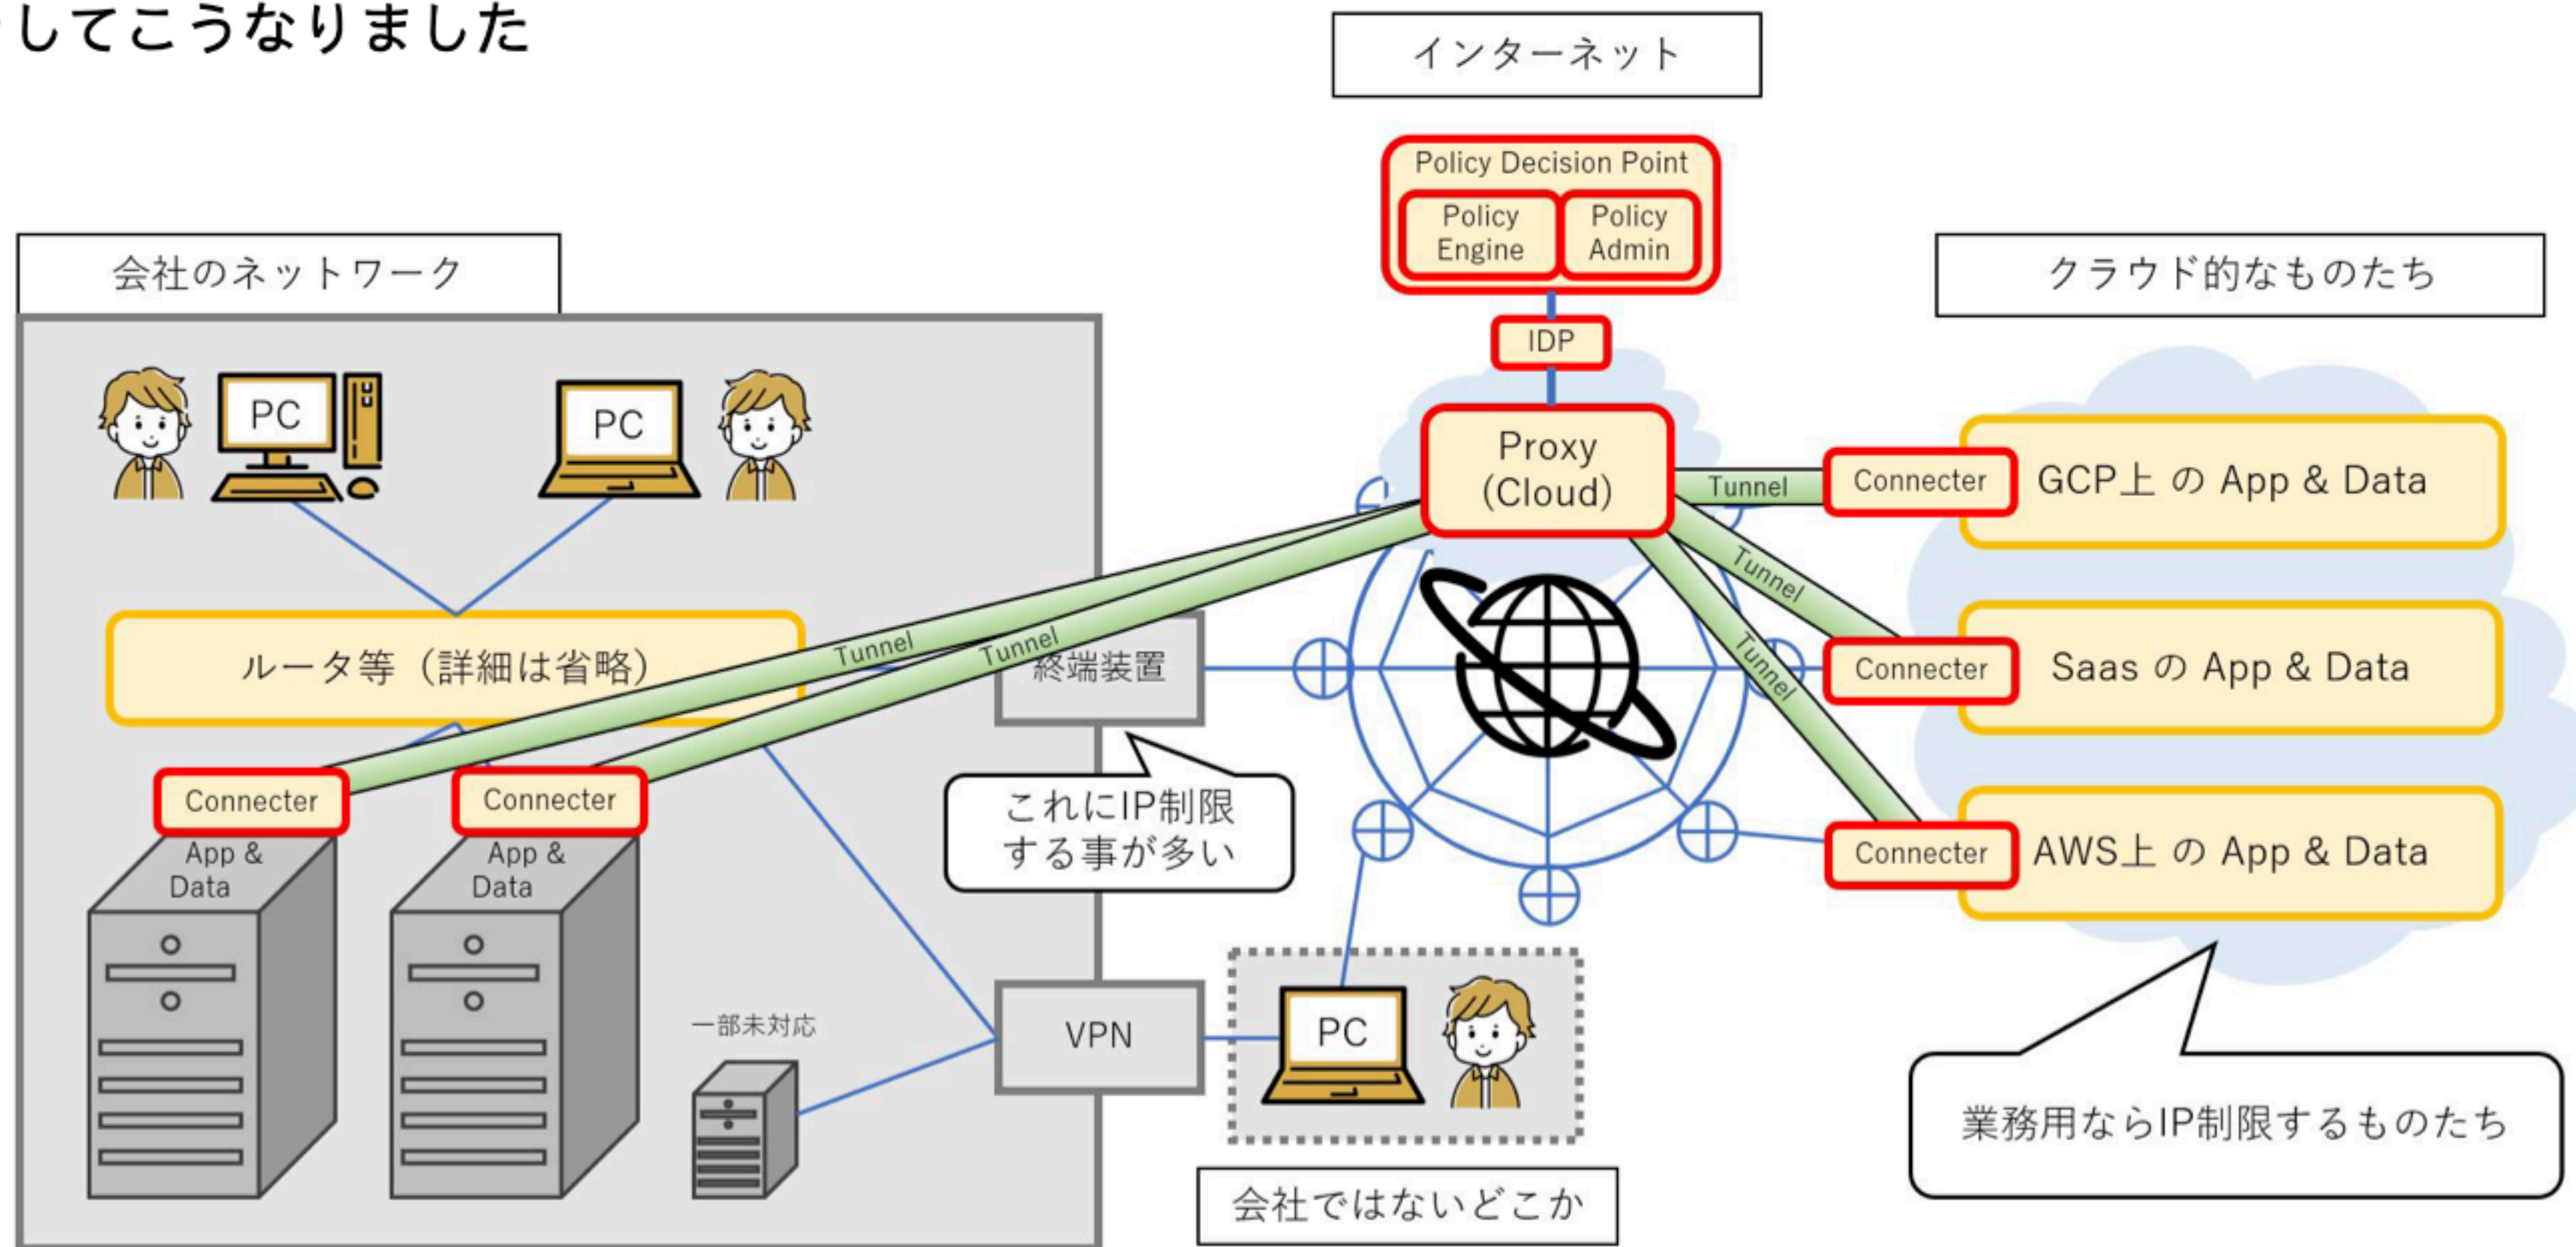 してこうなりました
インターネット
Policy Decision Point
Policy
Engine
Policy
Admin
IDP
会社のネットワーク
クラウド的なものたち
PC
PC
Proxy
(Cloud)
Tunnel
Connecter
GCP上 の App & Data
Tunnel
ルータ等（詳細は省略）
Tunnel
Tunnel
終端装置
Tunnel
Connecter
Saas の App & Data
Connecter
Connecter
これにIP制限
する事が多い
Connecter
AWS上 の App & Data
App &
Data
App &
Data
一部未対応
VPN
PC
業務用ならIP制限するものたち
会社ではないどこか